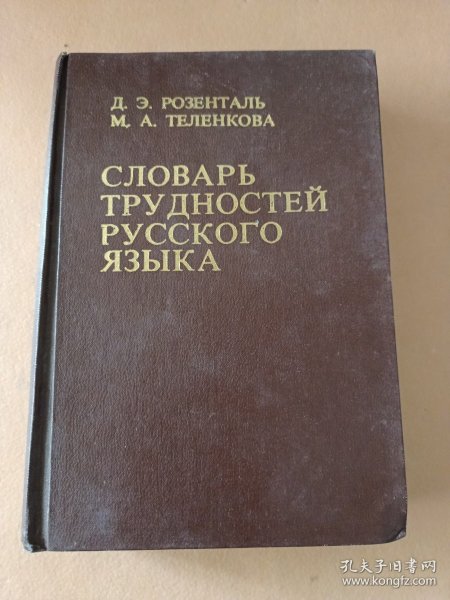 Д. Э. РОЗЕНТАЛЬ
М. А. ТЕЛЕНКОВА
СЛОВАРЬ
ТРУДНОСТЕЙ
РУССКОГО
ЯЗЫКА
孔夫子旧书网
www.kongfz.com